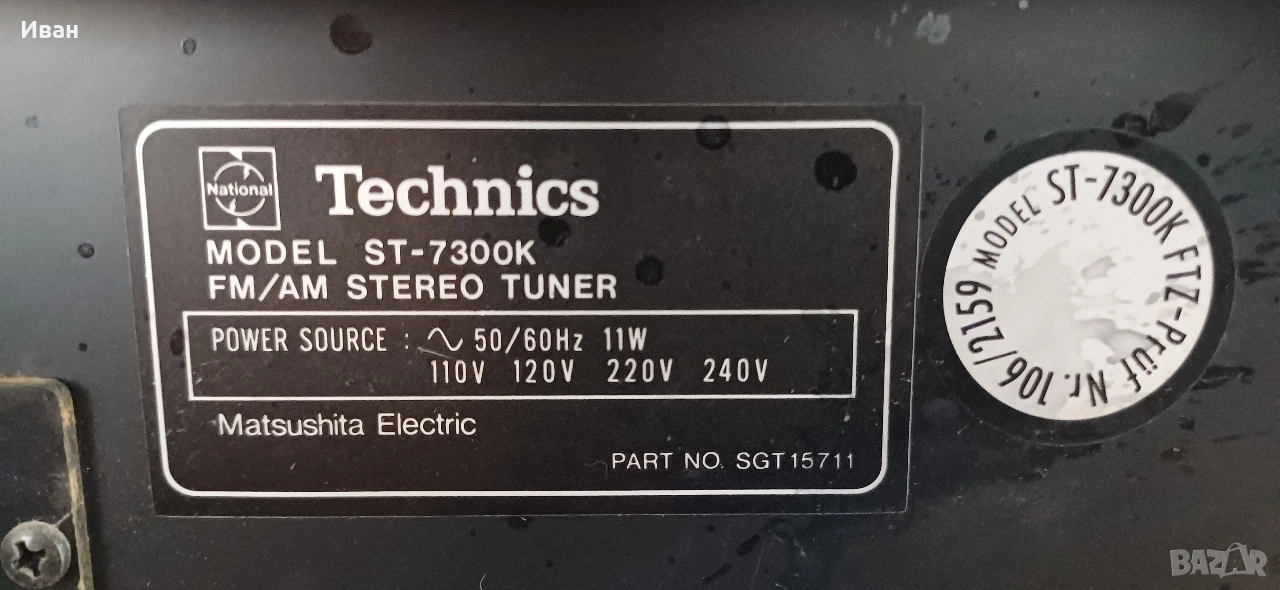 Иван
National
Technics
MODEL ST-7300K
FM/AM STEREO TUNER
POWER SOURCE : ∿ 50/60Hz 11W
110V 120V 220V 240V
Matsushita Electric
PART NO. SGT15711
MODEL ST-7300K FTZ-Prüf Nr. 106/2159
BAZAR